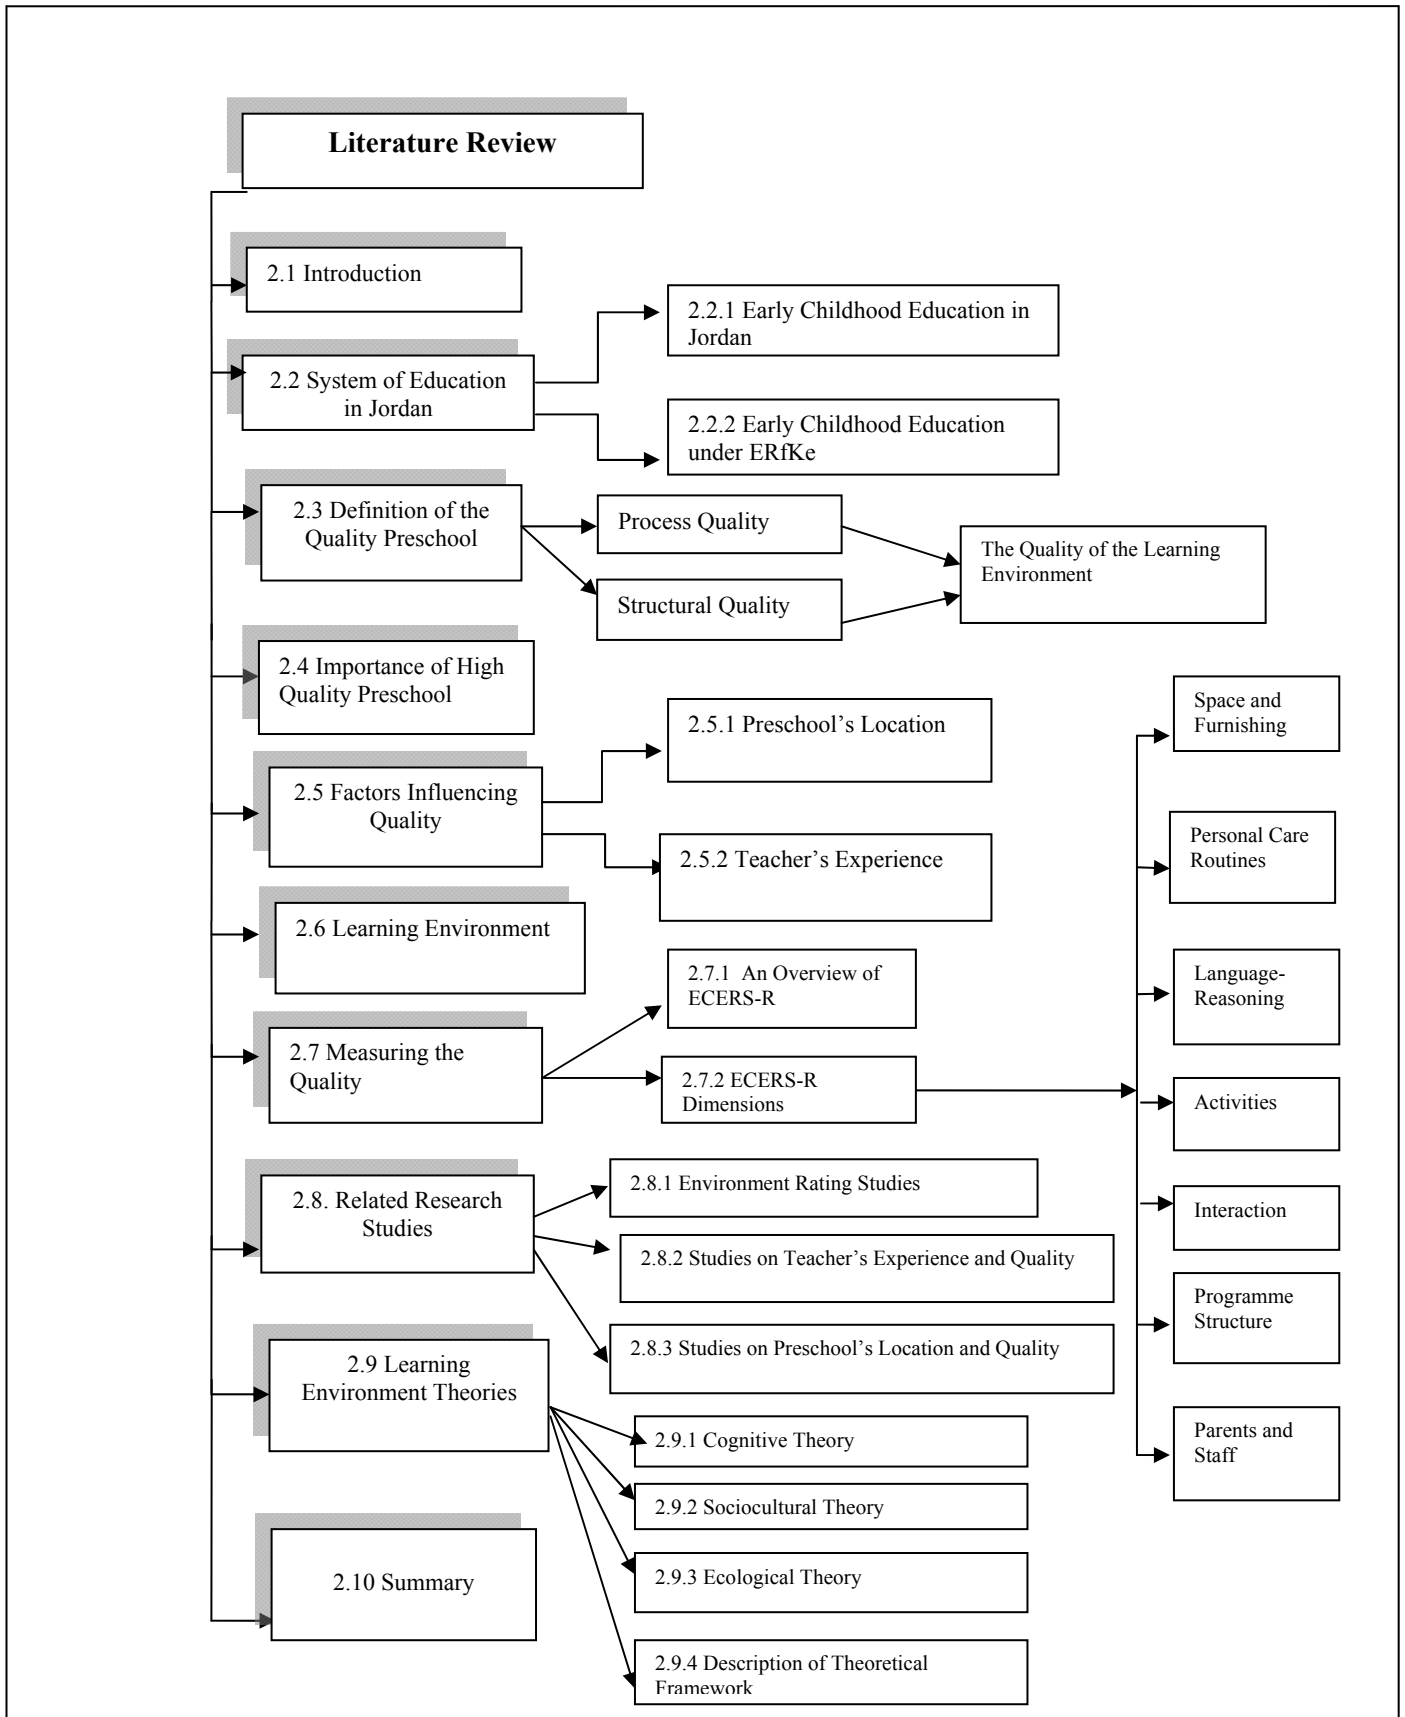 Literature Review
2.1 Introduction
2.2 System of Education
in Jordan
2.2.1 Early Childhood Education in
Jordan
2.2.2 Early Childhood Education
under ERfKe
2.3 Definition of the
Quality Preschool
Process Quality
Structural Quality
The Quality of the Learning
Environment
2.4 Importance of High
Quality Preschool
2.5 Factors Influencing
Quality
2.5.1 Preschool’s Location
2.5.2 Teacher’s Experience
2.6 Learning Environment
2.7 Measuring the
Quality
2.7.1 An Overview of
ECERS-R
2.7.2 ECERS-R
Dimensions
Space and
Furnishing
Personal Care
Routines
Language-
Reasoning
Activities
Interaction
Programme
Structure
Parents and
Staff
2.8. Related Research
Studies
2.8.1 Environment Rating Studies
2.8.2 Studies on Teacher’s Experience and Quality
2.8.3 Studies on Preschool’s Location and Quality
2.9 Learning
Environment Theories
2.9.1 Cognitive Theory
2.9.2 Sociocultural Theory
2.9.3 Ecological Theory
2.9.4 Description of Theoretical
Framework
2.10 Summary